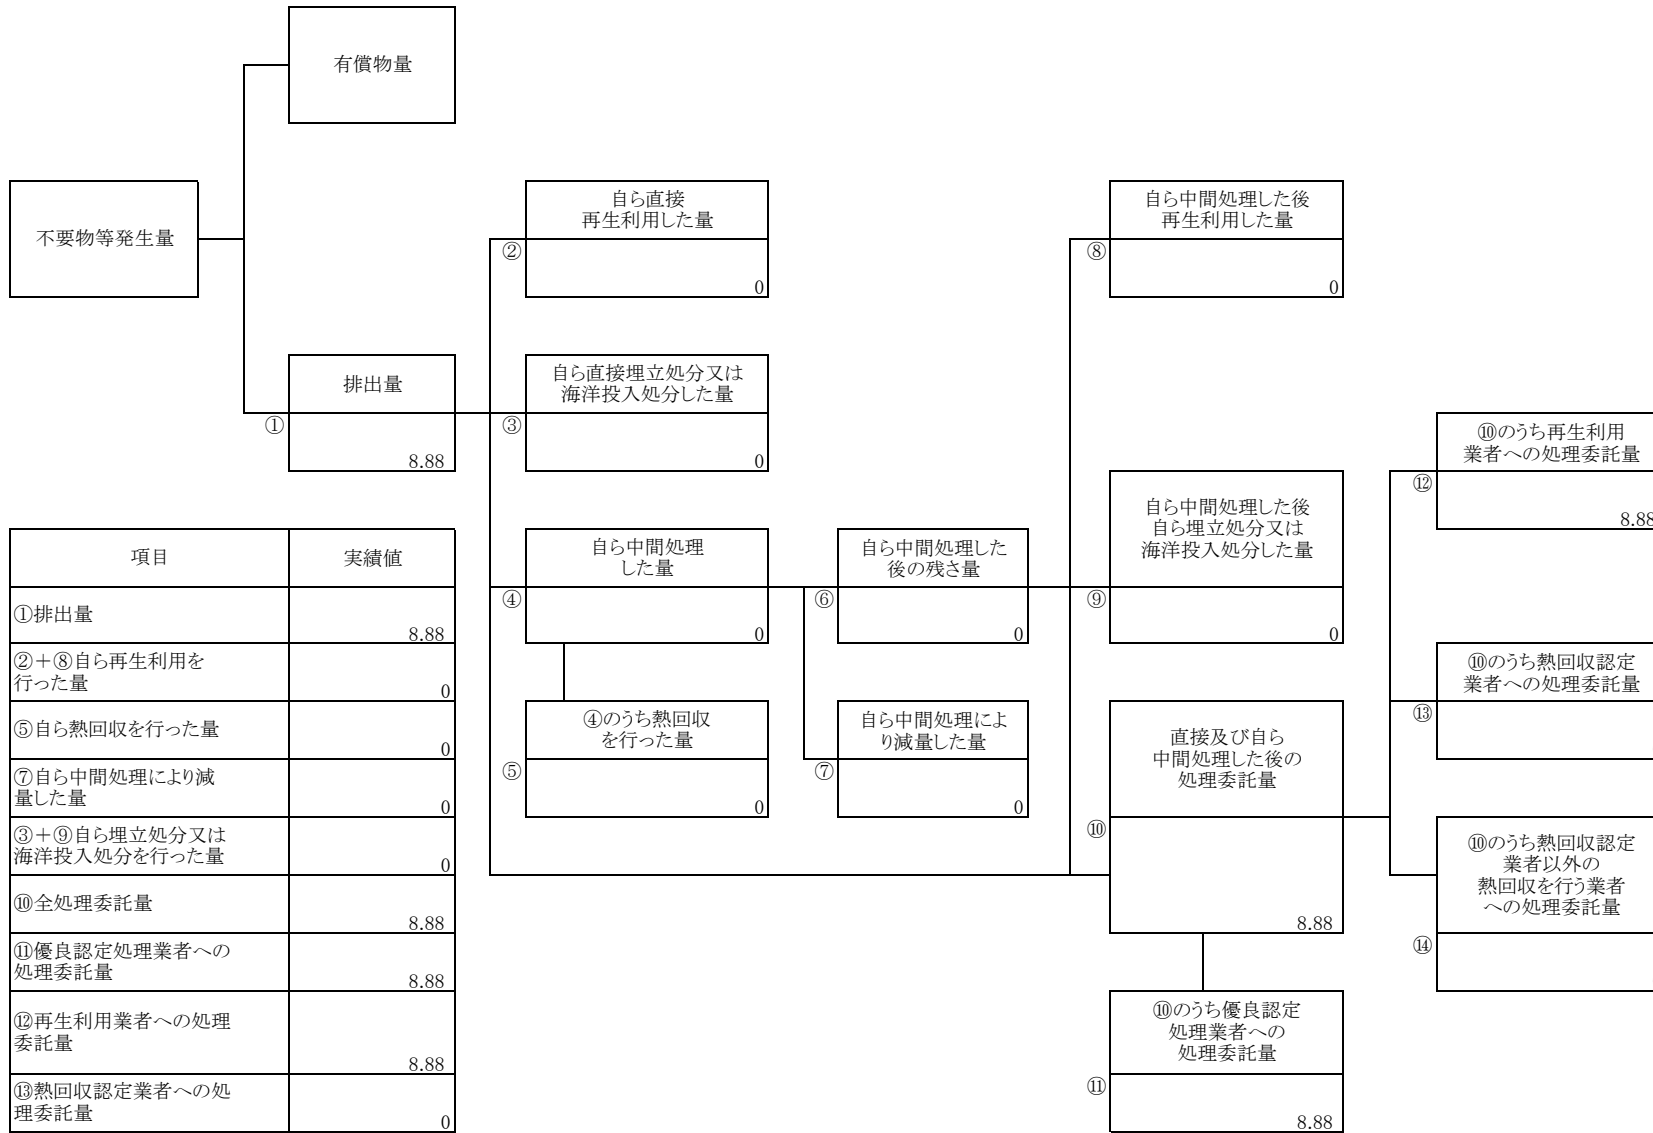 有償物量
不要物等発生量
自ら直接
再生利用した量
②
0
自ら中間処理した後
再生利用した量
⑧
0
排出量
①
8.88
自ら直接埋立処分又は
海洋投入処分した量
③
0
⑩のうち再生利用
業者への処理委託量
⑫
8.88
自ら中間処理
した量
④
0
自ら中間処理した
後の残さ量
⑥
0
自ら中間処理した後
自ら埋立処分又は
海洋投入処分した量
⑨
0
⑩のうち熱回収認定
業者への処理委託量
⑬
④のうち熱回収
を行った量
⑤
0
自ら中間処理によ
り減量した量
⑦
0
直接及び自ら
中間処理した後の
処理委託量
⑩
8.88
⑩のうち熱回収認定
業者以外の
熱回収を行う業者
への処理委託量
⑭
⑩のうち優良認定
処理業者への
処理委託量
⑪
8.88
項目 実績値
①排出量
8.88
②+⑧自ら再生利用を
行った量
0
⑤自ら熱回収を行った量
0
⑦自ら中間処理により減
量した量
0
③+⑨自ら埋立処分又は
海洋投入処分を行った量
0
⑩全処理委託量
8.88
⑪優良認定処理業者への
処理委託量
8.88
⑫再生利用業者への処理
委託量
8.88
⑬熱回収認定業者への処
理委託量
0